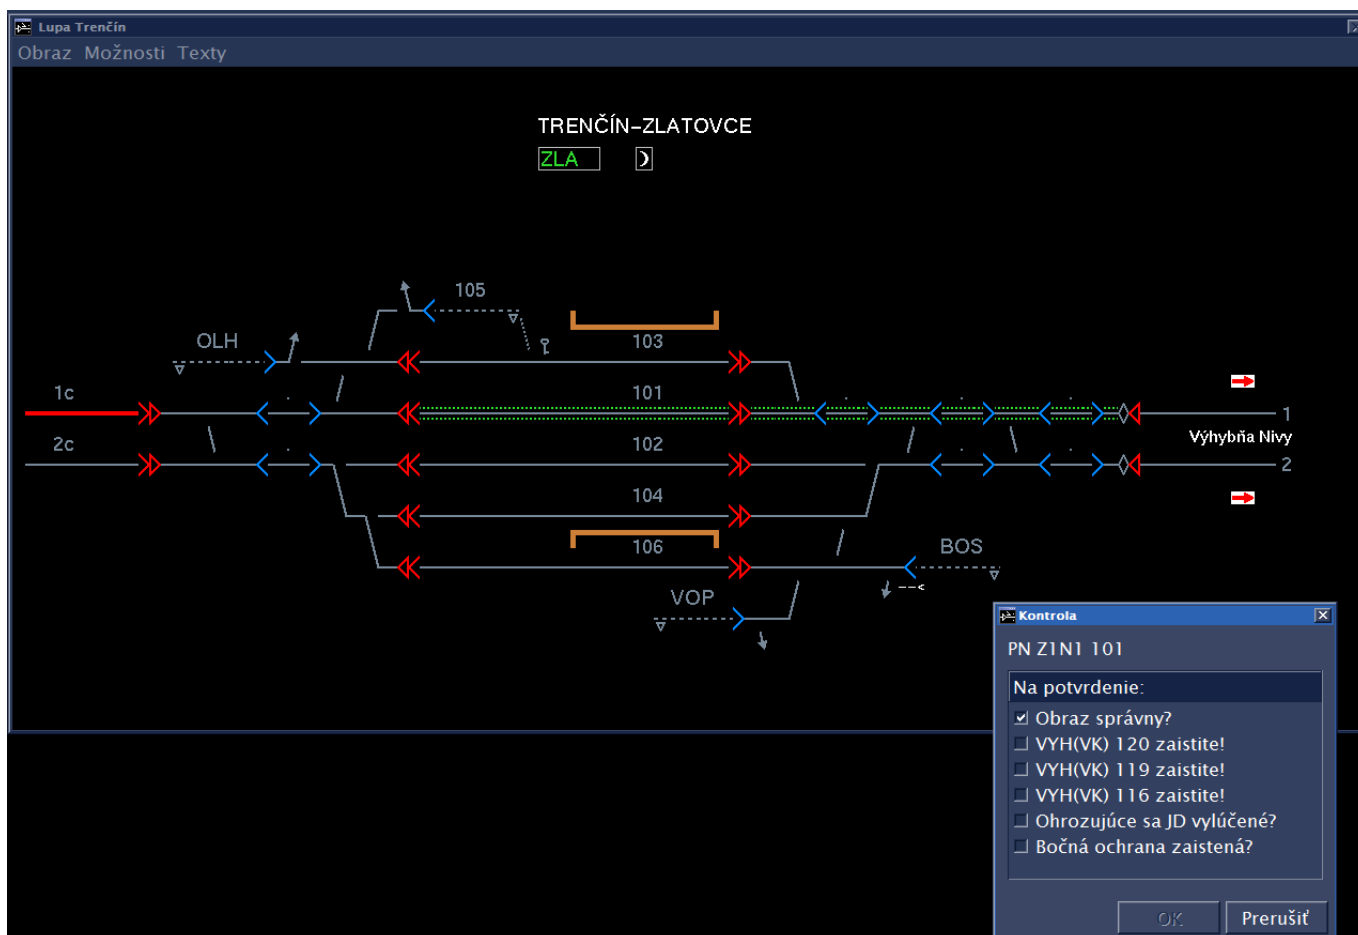 Lupa Trenčín
Obraz Možnosti Texty
TRENČÍN-ZLATOVCE
ZLA
105
OLH
103
1c
101
1
Výhybňa Nivy
2c
102
2
104
106
BOS
VOP
Kontrola
PN Z1N1 101
Na potvrdenie:
Obraz správny?
VYH(VK) 120 zaistite!
VYH(VK) 119 zaistite!
VYH(VK) 116 zaistite!
Ohrozujúce sa JD vylúčené?
Bočná ochrana zaistená?
OK Prerušiť